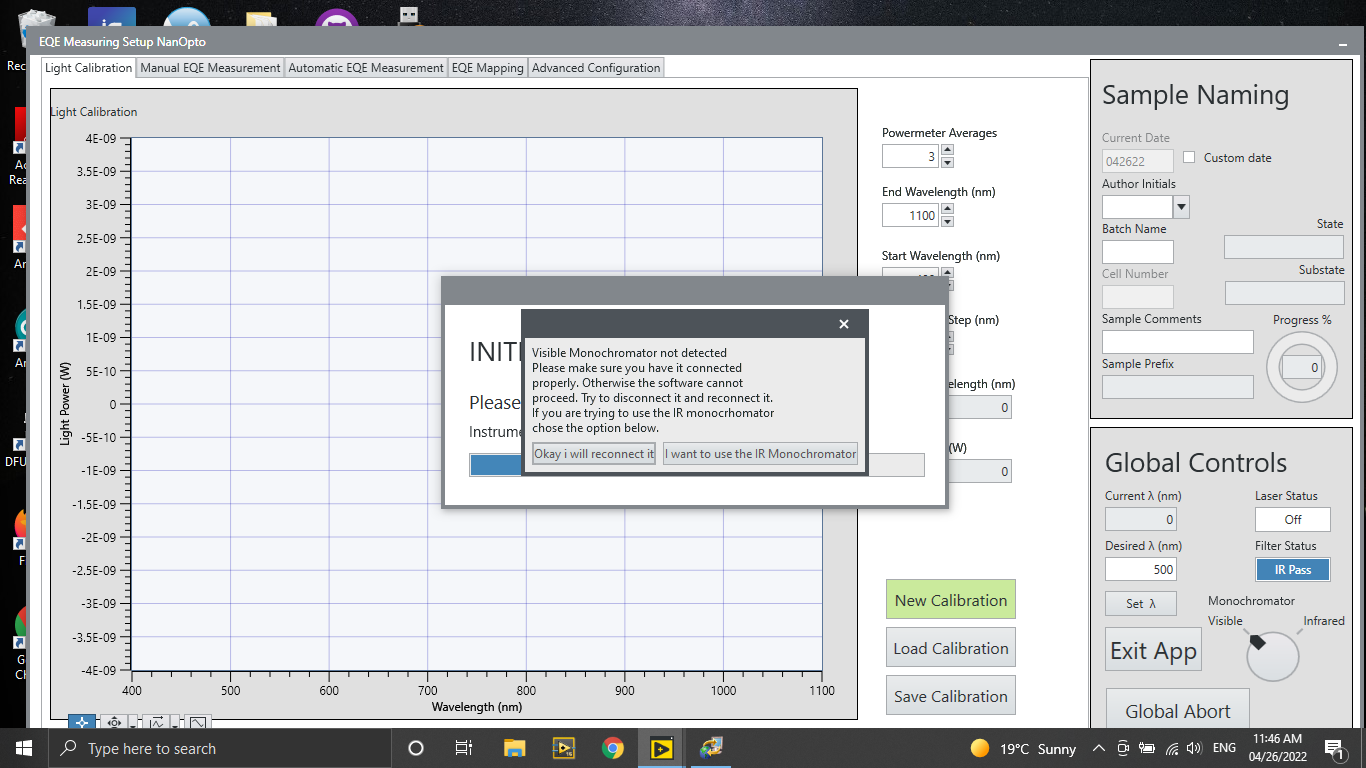 Rec
EQE Measuring Setup NanOpto
Light Calibration
Manual EQE Measurement
Automatic EQE Measurement
EQE Mapping
Advanced Configuration
Light Calibration
4E-09
3.5E-09
3E-09
2.5E-09
2E-09
1.5E-09
1E-09
5E-10
0
-5E-10
-1E-09
-1.5E-09
-2E-09
-2.5E-09
-3E-09
-3.5E-09
-4E-09
Light Power (W)
400
500
600
700
800
900
1000
1100
Wavelength (nm)
Powermeter Averages
3
End Wavelength (nm)
1100
Start Wavelength (nm)
Step (nm)
elength (nm)
0
(W)
0
INITI
Please
Instrume
Visible Monochromator not detected
Please make sure you have it connected
properly. Otherwise the software cannot
proceed. Try to disconnect it and reconnect it.
If you are trying to use the IR monocrhomator
chose the option below.
Okay i will reconnect it
I want to use the IR Monochromator
New Calibration
Load Calibration
Save Calibration
Sample Naming
Current Date
042622
Custom date
Author Initials
Batch Name
State
Cell Number
Substate
Sample Comments
Progress %
Sample Prefix
0
Global Controls
Current λ (nm)
Laser Status
0
Off
Desired λ (nm)
Filter Status
500
IR Pass
Set λ
Monochromator
Visible
Infrared
Exit App
Global Abort
Ac
Rea
Ar
Ar
DFU
F
G
CH
Type here to search
19°C Sunny
ENG
11:46 AM
04/26/2022
1